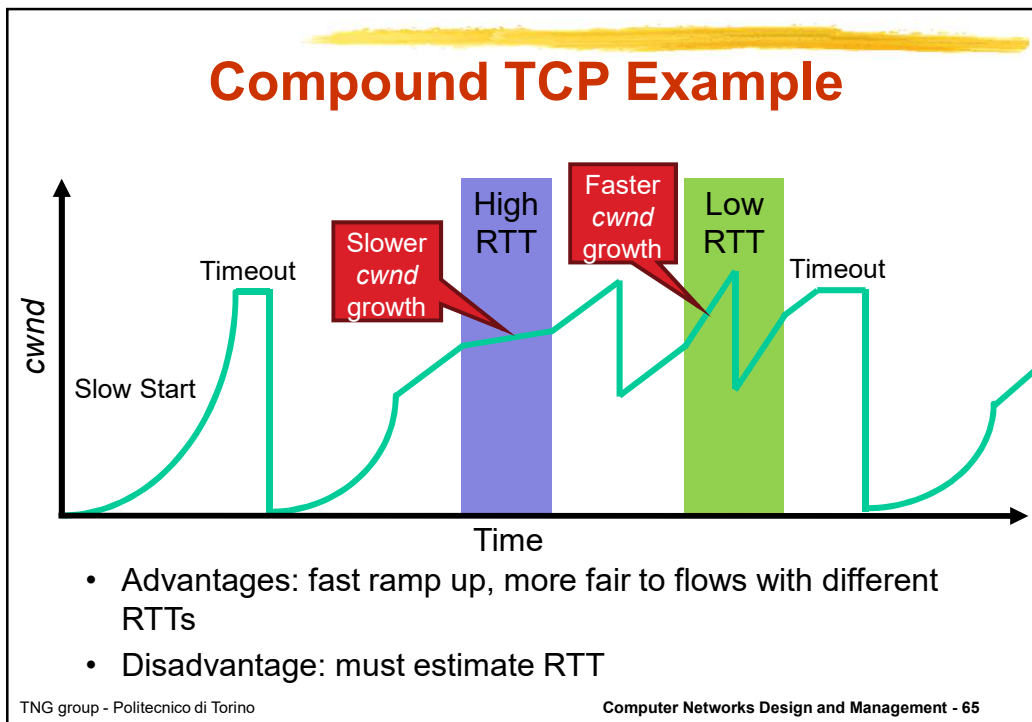 Compound TCP Example
High
RTT
Faster
cwnd
growth
Low
RTT
Slower
cwnd
growth
Timeout
Timeout
cwnd
Slow Start
Time
• Advantages: fast ramp up, more fair to flows with different
RTTs
• Disadvantage: must estimate RTT
TNG group - Politecnico di Torino
Computer Networks Design and Management - 65